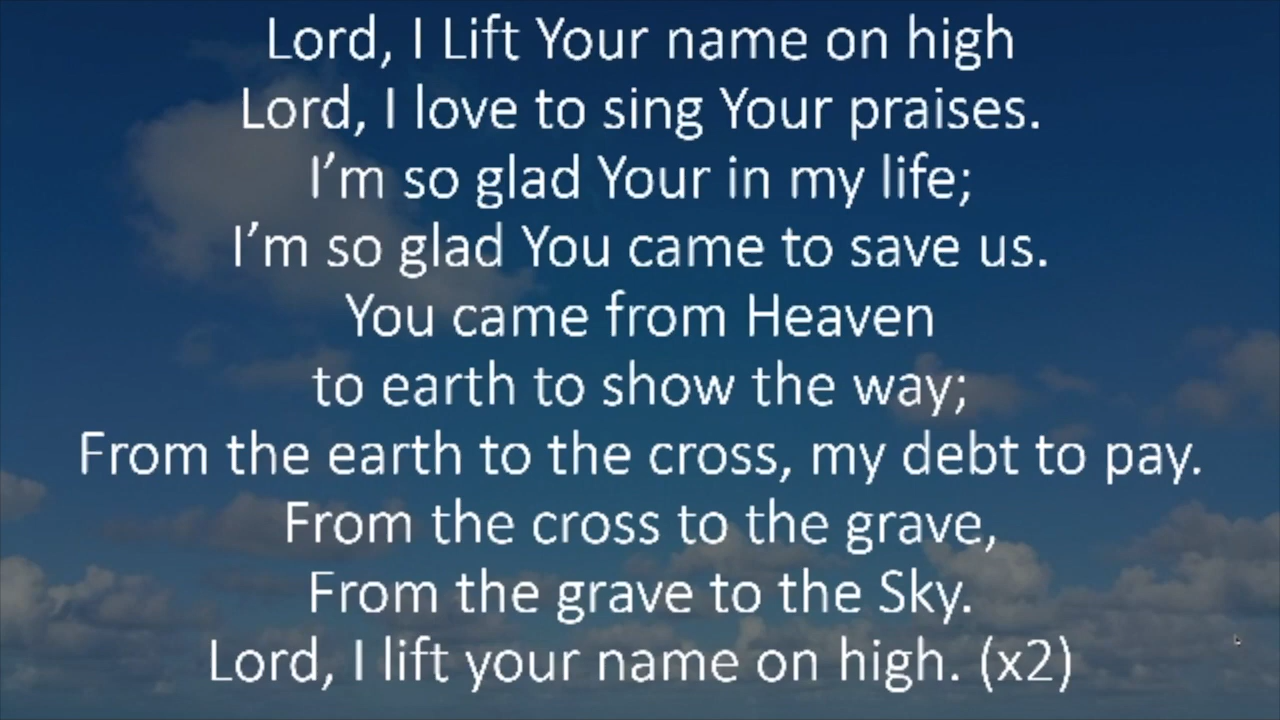 Lord, I Lift Your name on high
Lord, I love to sing Your praises.
I’m so glad Your in my life;
I’m so glad You came to save us.
You came from Heaven
to earth to show the way;
From the earth to the cross, my debt to pay.
From the cross to the grave,
From the grave to the Sky.
Lord, I lift your name on high. (x2)